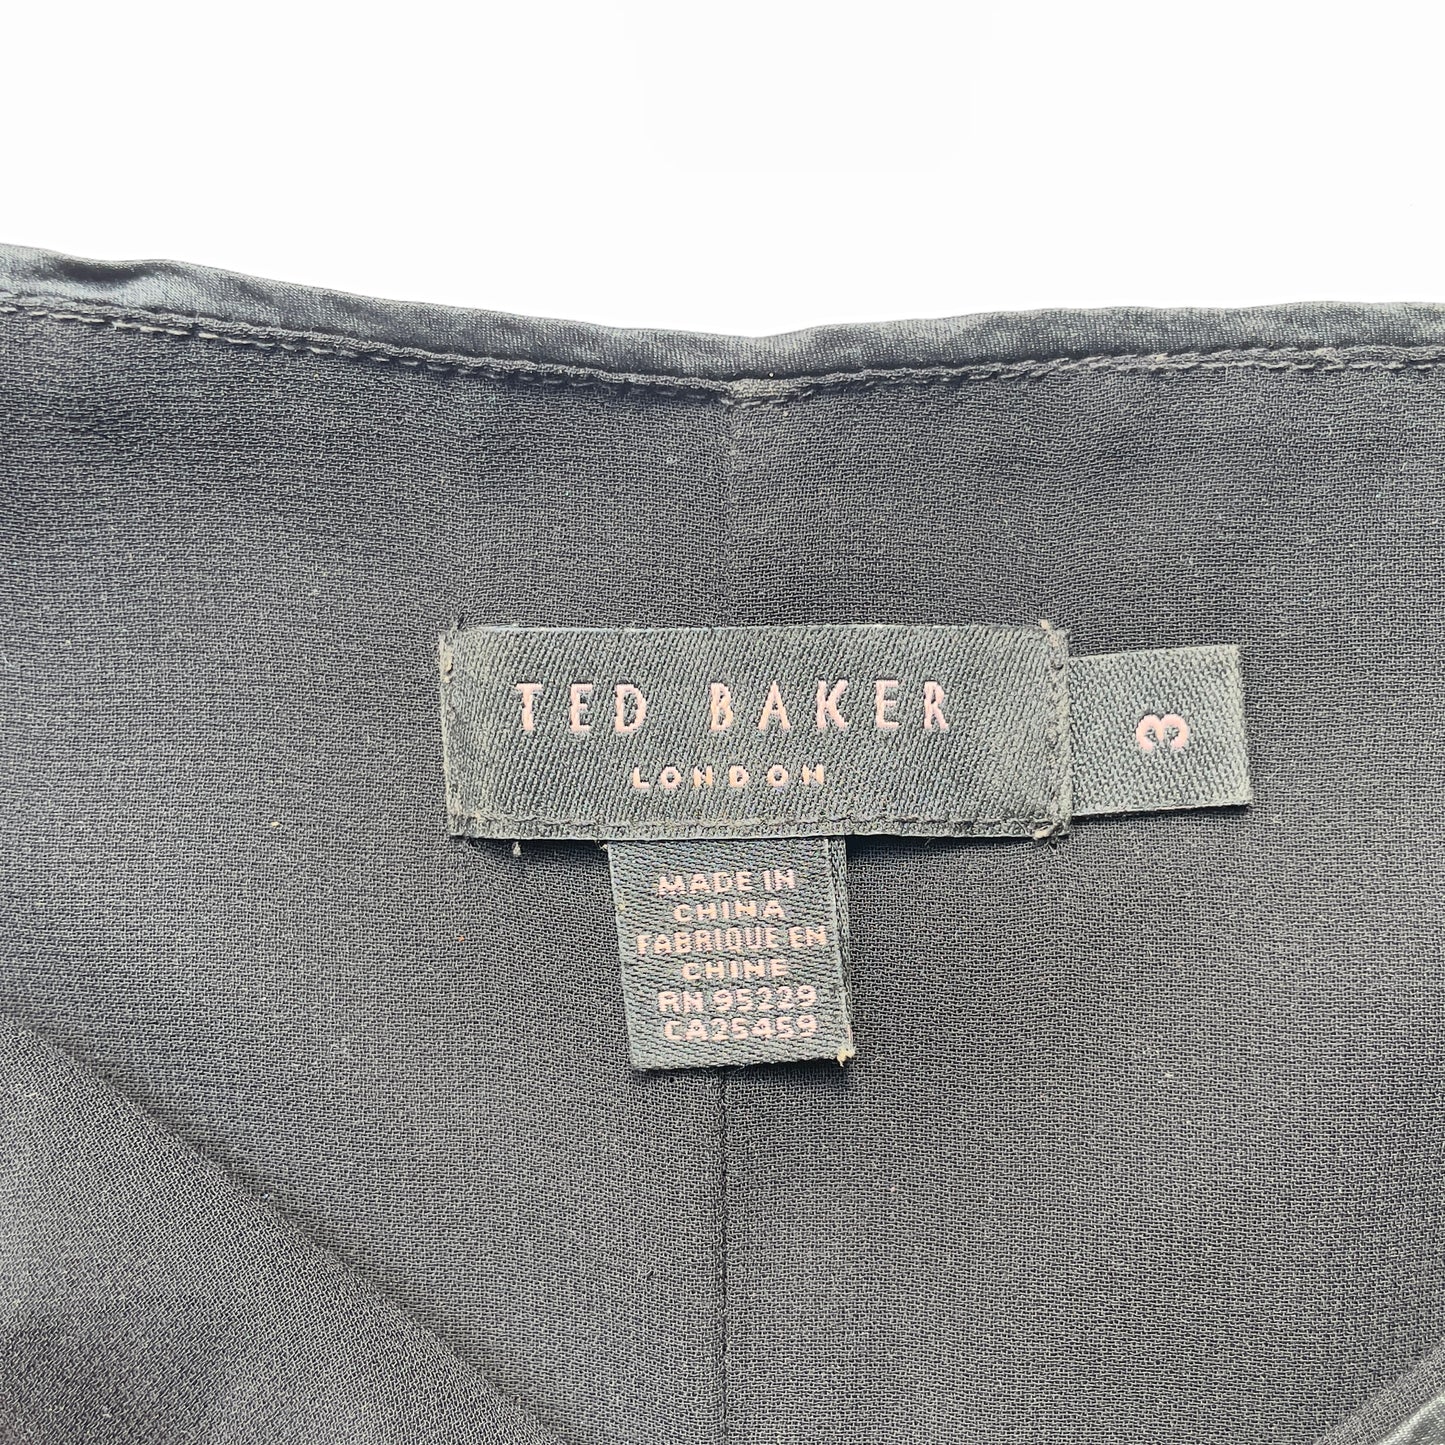 TED BAKER
LONDON
3
MADE IN
CHINA
FABRIQUE EN
CHINE
RN 95229
CA25459